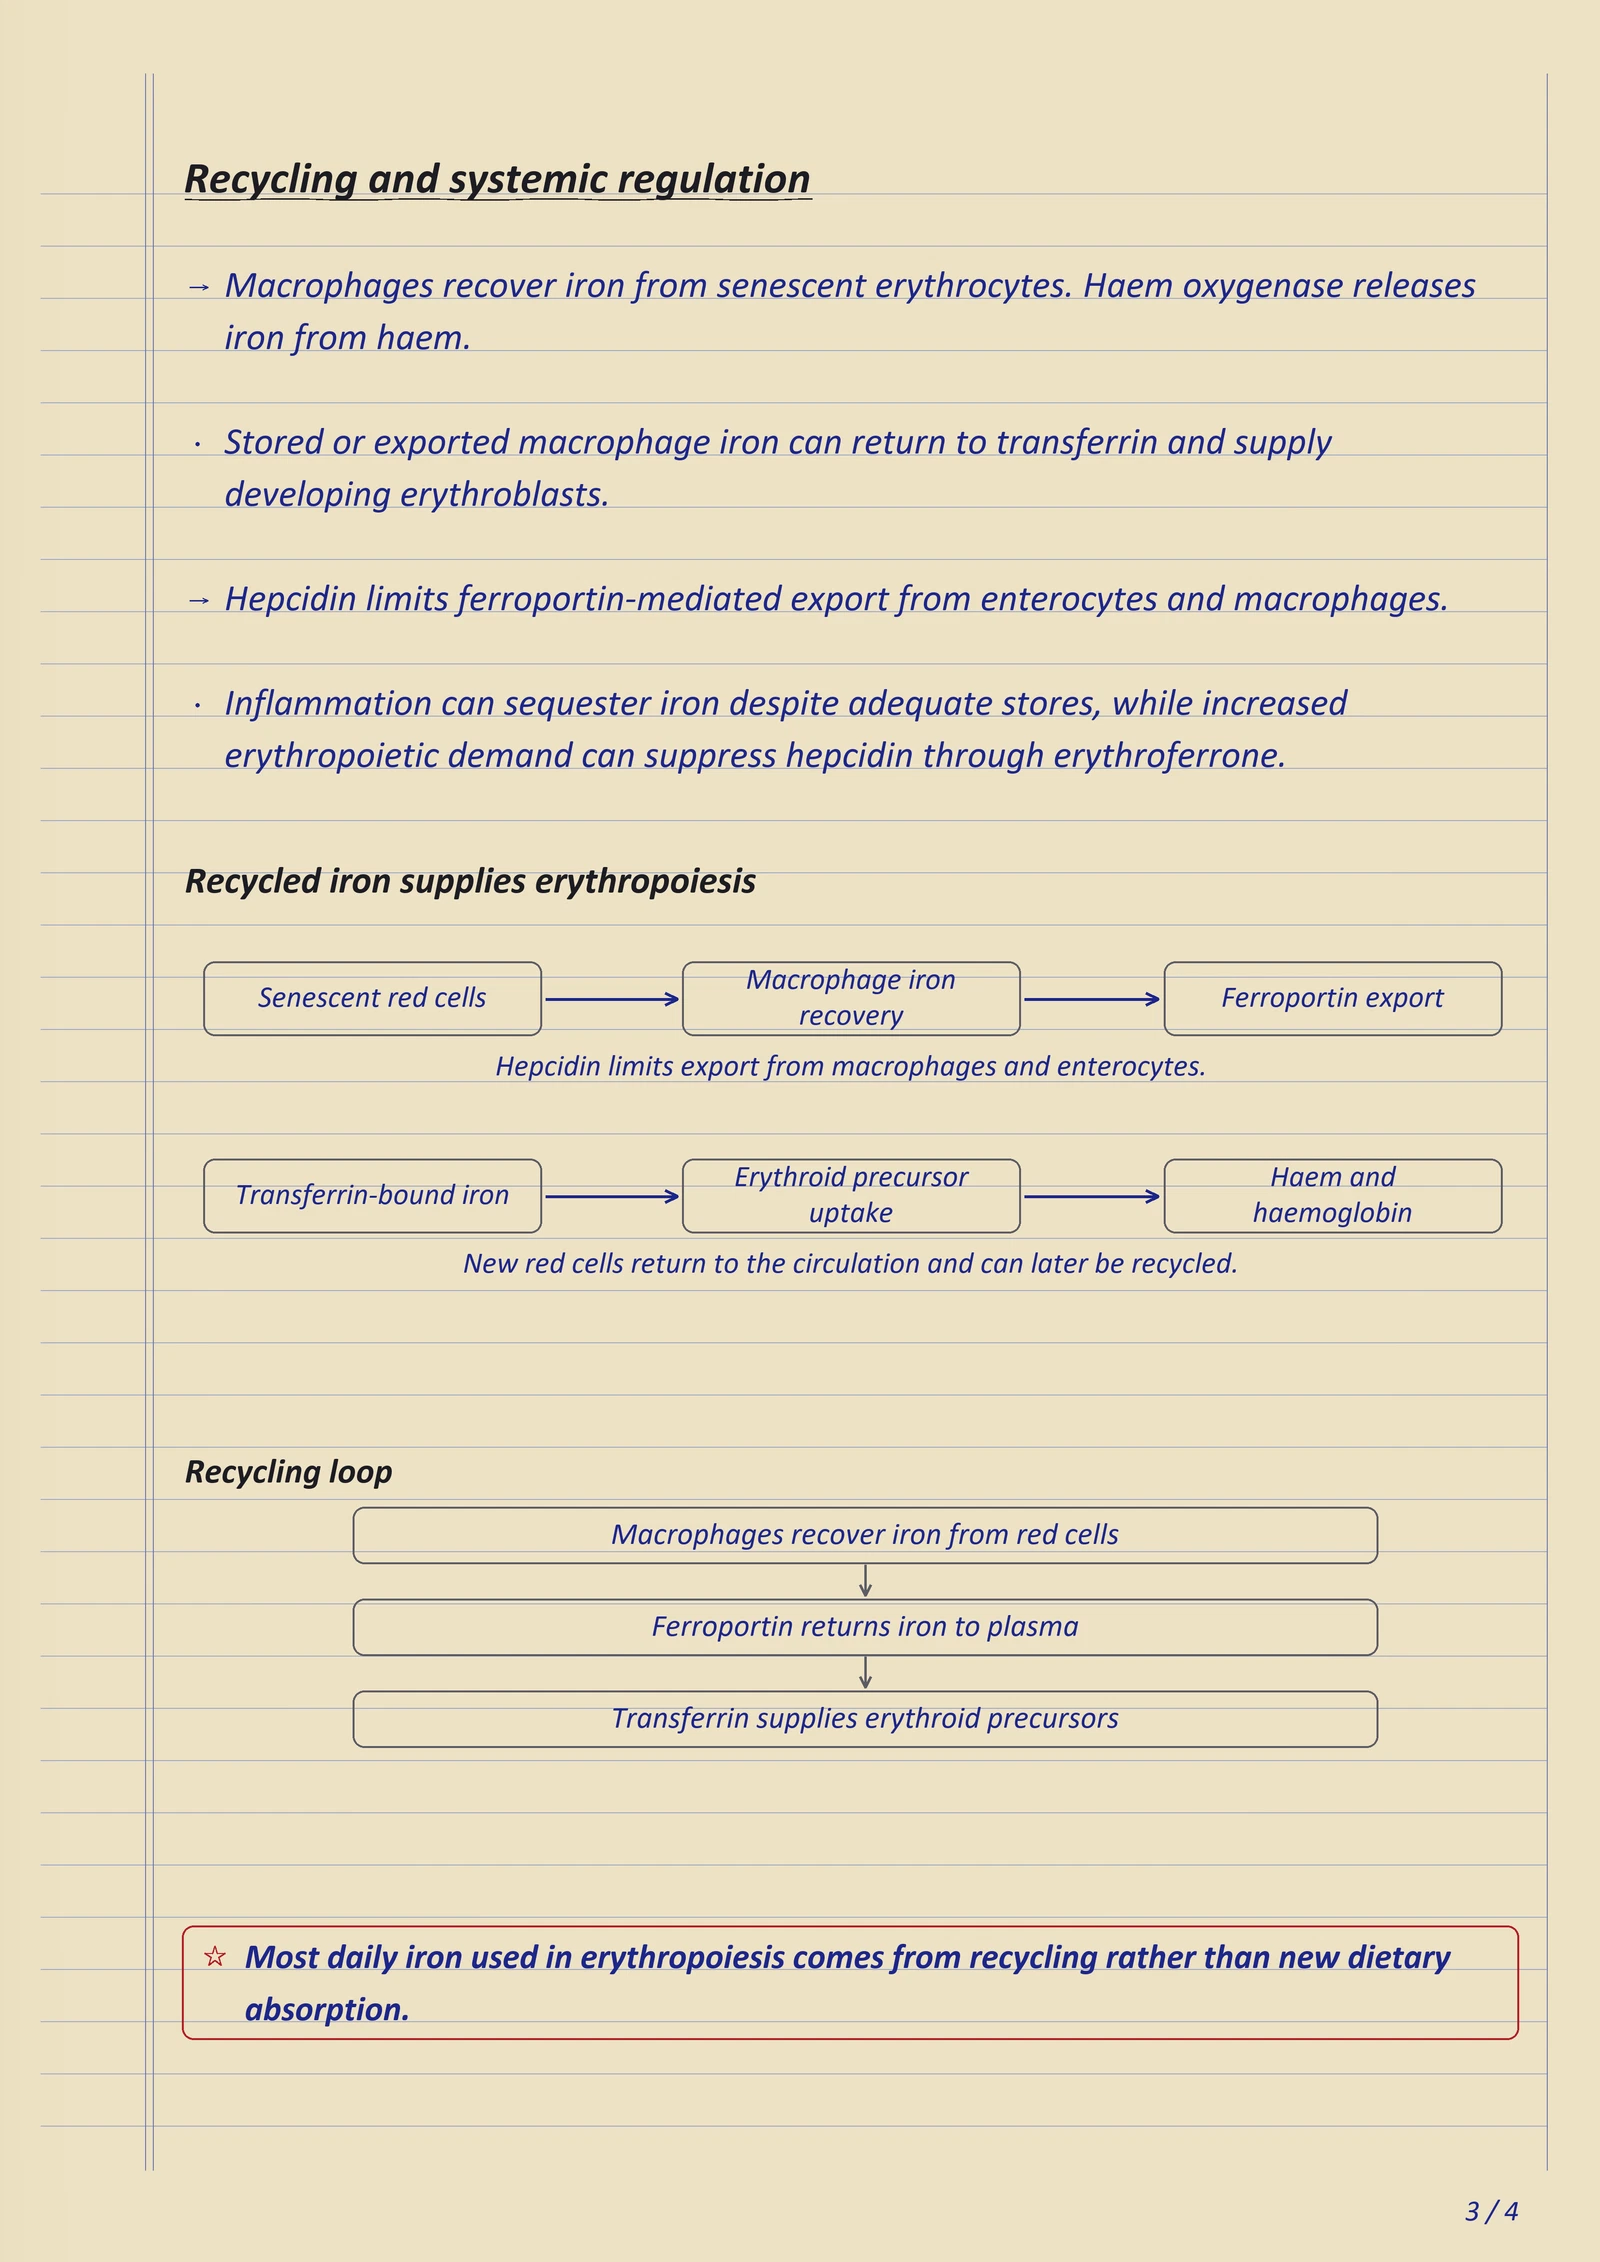 Recycling and systemic regulation
→ Macrophages recover iron from senescent erythrocytes. Haem oxygenase releases
iron from haem.
· Stored or exported macrophage iron can return to transferrin and supply
developing erythroblasts.
→ Hepcidin limits ferroportin-mediated export from enterocytes and macrophages.
· Inflammation can sequester iron despite adequate stores, while increased
erythropoietic demand can suppress hepcidin through erythroferrone.
Recycled iron supplies erythropoiesis
Senescent red cells
Macrophage iron
recovery
Ferroportin export
Hepcidin limits export from macrophages and enterocytes.
Transferrin-bound iron
Erythroid precursor
uptake
Haem and
haemoglobin
New red cells return to the circulation and can later be recycled.
Recycling loop
Macrophages recover iron from red cells
Ferroportin returns iron to plasma
Transferrin supplies erythroid precursors
☆ Most daily iron used in erythropoiesis comes from recycling rather than new dietary
absorption.
3 / 4